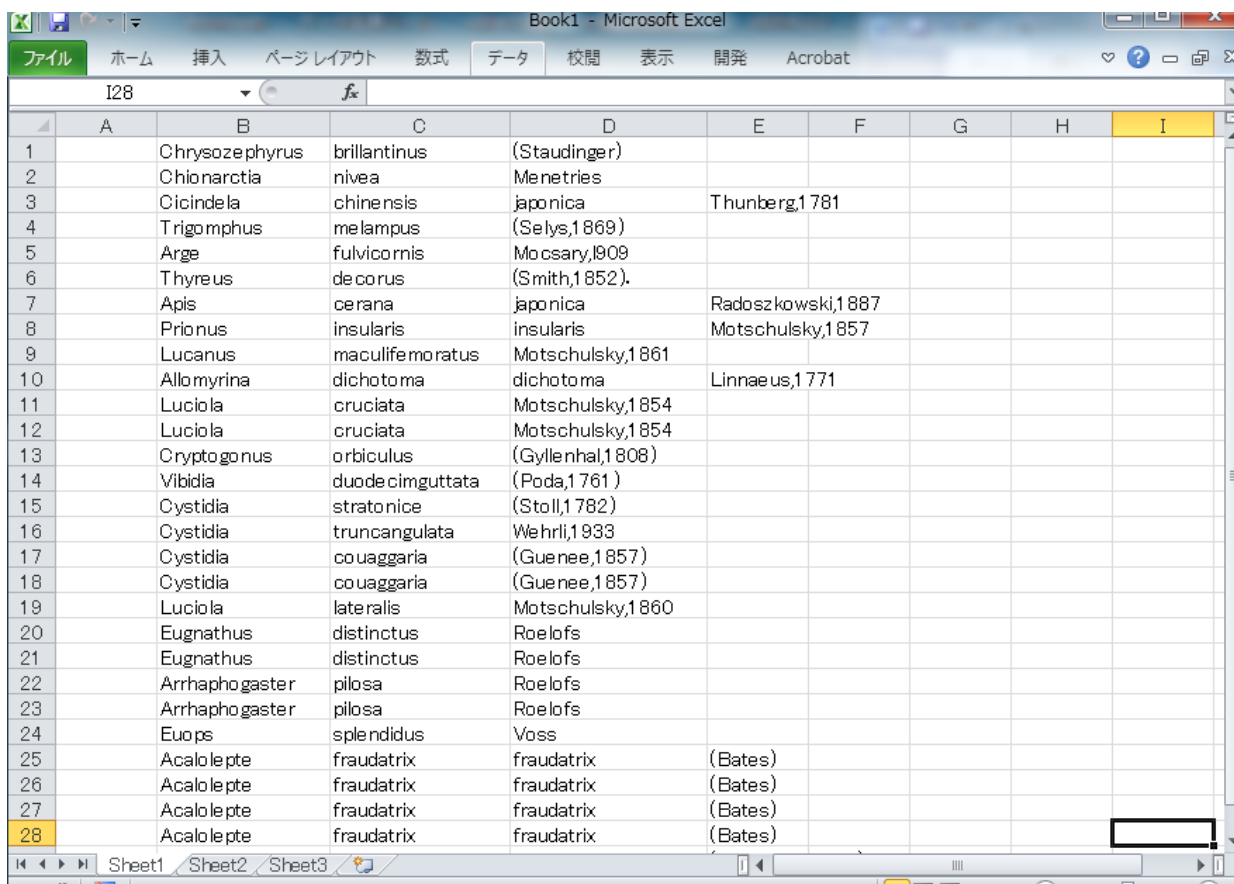 Book1 - Microsoft Excel
ファイル ホーム 挿入 ページ レイアウト 数式 データ 校閲 表示 開発 Acrobat
I28 fx
A B C D E F G H I
1 Chrysozephyrus brillantinus (Staudinger)
2 Chionarctia nivea Menetries
3 Cicindela chinensis japonica Thunberg,1781
4 Trigomphus melampus (Selys,1869)
5 Arge fulvicornis Mocsary,l909
6 Thyreus decorus (Smith,1852).
7 Apis cerana japonica Radoszkowski,1887
8 Prionus insularis insularis Motschulsky,1857
9 Lucanus maculifemoratus Motschulsky,1861
10 Allomyrina dichotoma dichotoma Linnaeus,1771
11 Luciola cruciata Motschulsky,1854
12 Luciola cruciata Motschulsky,1854
13 Cryptogonus orbiculus (Gyllenhal,1808)
14 Vibidia duodecimguttata (Poda,1761)
15 Cystidia stratonice (Stoll,1782)
16 Cystidia truncangulata Wehrli,1933
17 Cystidia couaggaria (Guenee,1857)
18 Cystidia couaggaria (Guenee,1857)
19 Luciola lateralis Motschulsky,1860
20 Eugnathus distinctus Roelofs
21 Eugnathus distinctus Roelofs
22 Arrhaphogaster pilosa Roelofs
23 Arrhaphogaster pilosa Roelofs
24 Euops splendidus Voss
25 Acalolepte fraudatrix fraudatrix (Bates)
26 Acalolepte fraudatrix fraudatrix (Bates)
27 Acalolepte fraudatrix fraudatrix (Bates)
28 Acalolepte fraudatrix fraudatrix (Bates)
Sheet1 Sheet2 Sheet3